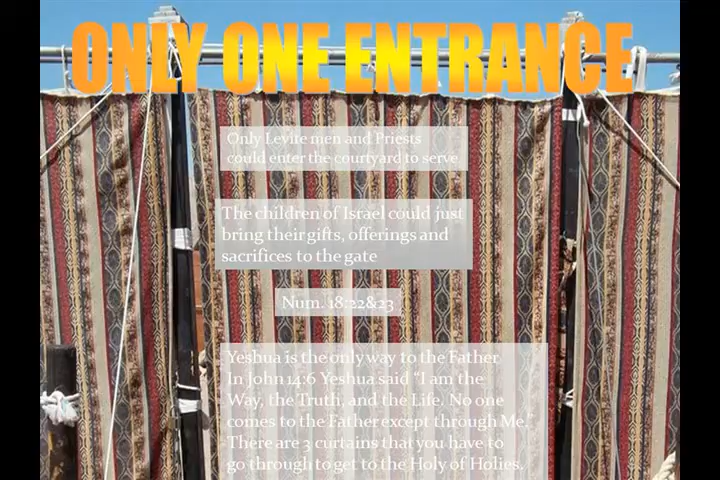 ONLY ONE ENTRANCE
Only Levite men and Priests
could enter the courtyard to serve.
The children of Israel could just
bring their gifts, offerings and
sacrifices to the gate
Num. 18:22&23
Yeshua is the only way to the Father
In John 14:6 Yeshua said “I am the
Way, the Truth, and the Life. No one
comes to the Father except through Me.”
There are 3 curtains that you have to
go through to get to the Holy of Holies.